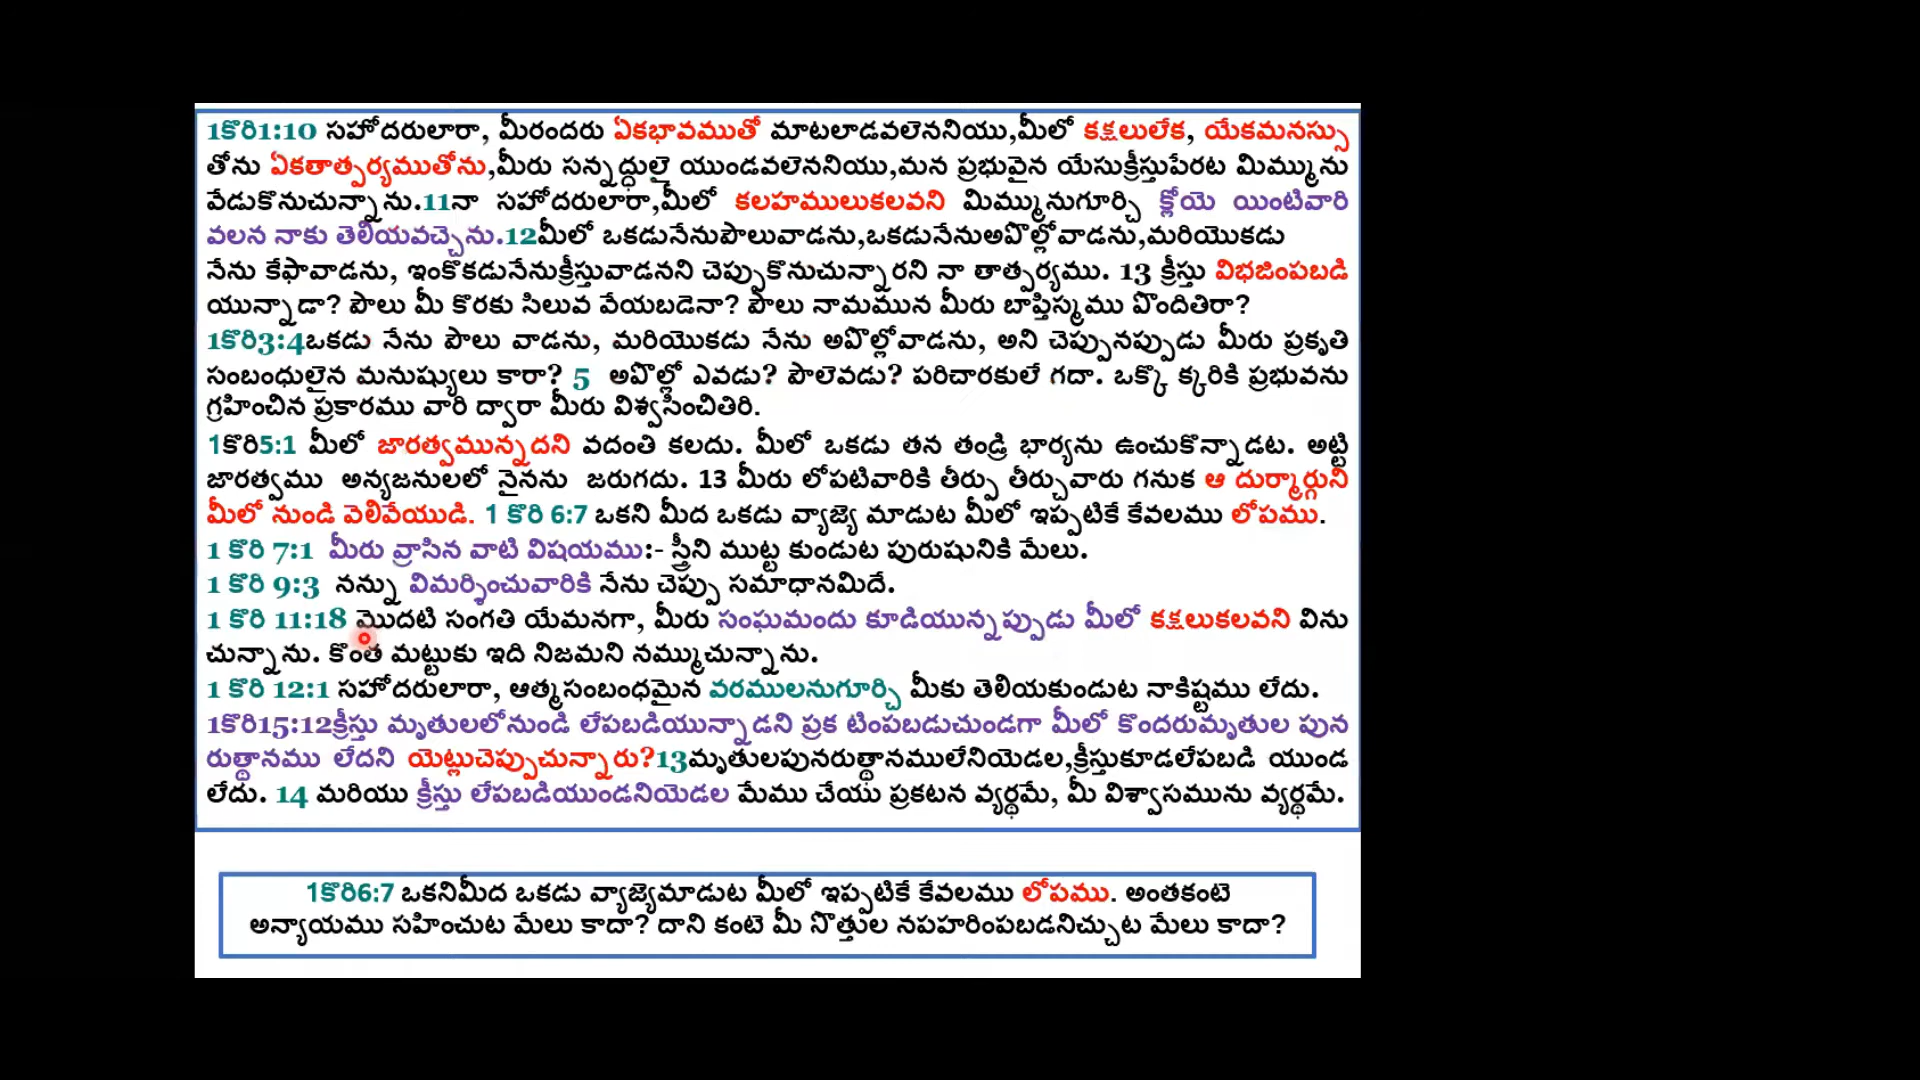 1కొరి1:10 సహోదరులారా, మీరందరు ఏకభావముతో మాటలాడవలెననియు,మీలో కక్షలులేక, యేకమనస్సు
తోను ఏకతాత్పర్యముతోను,మీరు సన్నద్ధులై యుండవలెననియు,మన ప్రభువైన యేసుక్రీస్తుపేరట మిమ్మును
వేడుకొనుచున్నాను.11నా సహోదరులారా,మీలో కలహములుకలవని మిమ్మునుగూర్చి క్లోయె యింటివారి
వలన నాకు తెలియవచ్చెను.12మీలో ఒకడునేనుపౌలువాడను,ఒకడునేనుఅపొల్లోవాడను,మరియొకడు
నేను కేఫావాడను, ఇంకొకడునేనుక్రీస్తువాడనని చెప్పుకొనుచున్నారని నా తాత్పర్యము. 13 క్రీస్తు విభజింపబడి
యున్నాడా? పౌలు మీ కొరకు సిలువ వేయబడెనా? పౌలు నామమున మీరు బాప్తిస్మము పొందితిరా?
1కొరి3:4ఒకడు నేను పౌలు వాడను, మరియొకడు నేను అపొల్లోవాడను, అని చెప్పునప్పుడు మీరు ప్రకృతి
సంబంధులైన మనుష్యులు కారా? 5 అపొల్లో ఎవడు? పౌలెవడు? పరిచారకులే గదా. ఒక్కొ క్కరికి ప్రభువను
గ్రహించిన ప్రకారము వారి ద్వారా మీరు విశ్వసించితిరి.
1కొరి5:1 మీలో జారత్వమున్నదని వదంతి కలదు. మీలో ఒకడు తన తండ్రి భార్యను ఉంచుకొన్నాడట. అట్టి
జారత్వము అన్యజనులలో నైనను జరుగదు. 13 మీరు లోపటివారికి తీర్పు తీర్చువారు గనుక ఆ దుర్మార్గుని
మీలో నుండి వెలివేయుడి. 1 కొరి 6:7 ఒకని మీద ఒకడు వ్యాజ్యె మాడుట మీలో ఇప్పటికే కేవలము లోపము.
1 కొరి 7:1 మీరు వ్రాసిన వాటి విషయము:- స్త్రీని ముట్ట కుండుట పురుషునికి మేలు.
1 కొరి 9:3 నన్ను విమర్శించువారికి నేను చెప్పు సమాధానమిదే.
1 కొరి 11:18 మొదటి సంగతి యేమనగా, మీరు సంఘమందు కూడియున్నప్పుడు మీలో కక్షలుకలవని విను
చున్నాను. కొంత మట్టుకు ఇది నిజమని నమ్ముచున్నాను.
1 కొరి 12:1 సహోదరులారా, ఆత్మసంబంధమైన వరములనుగూర్చి మీకు తెలియకుండుట నాకిష్టము లేదు.
1కొరి15:12క్రీస్తు మృతులలోనుండి లేపబడియున్నాడని ప్రక టింపబడుచుండగా మీలో కొందరుమృతుల పున
రుత్థానము లేదని యెట్లుచెప్పుచున్నారు?13మృతులపునరుత్థానములేనియెడల,క్రీస్తుకూడలేపబడి యుండ
లేదు. 14 మరియు క్రీస్తు లేపబడియుండనియెడల మేము చేయు ప్రకటన వ్యర్థమే, మీ విశ్వాసమును వ్యర్థమే.
1కొరి6:7 ఒకనిమీద ఒకడు వ్యాజ్యెమాడుట మీలో ఇప్పటికే కేవలము లోపము. అంతకంటె
అన్యాయము సహించుట మేలు కాదా? దాని కంటె మీ సొత్తుల నపహరింపబడనిచ్చుట మేలు కాదా?